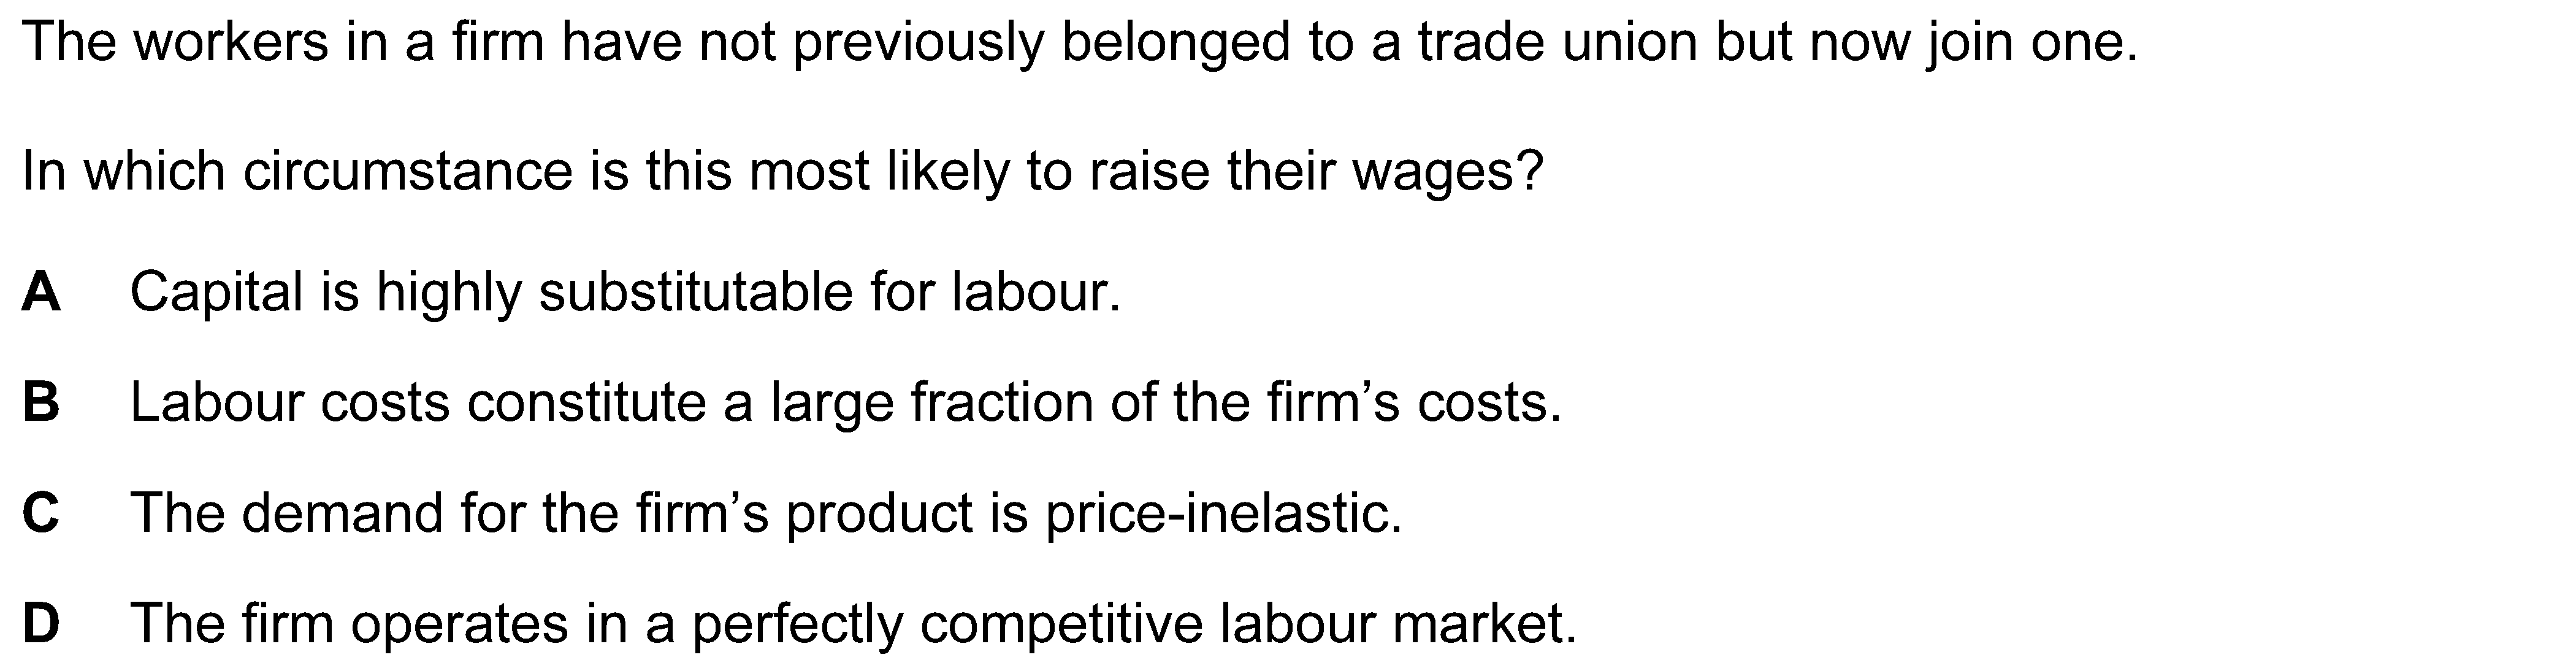 The workers in a firm have not previously belonged to a trade union but now join one.
In which circumstance is this most likely to raise their wages?
A Capital is highly substitutable for labour.
B Labour costs constitute a large fraction of the firm’s costs.
C The demand for the firm’s product is price-inelastic.
D The firm operates in a perfectly competitive labour market.